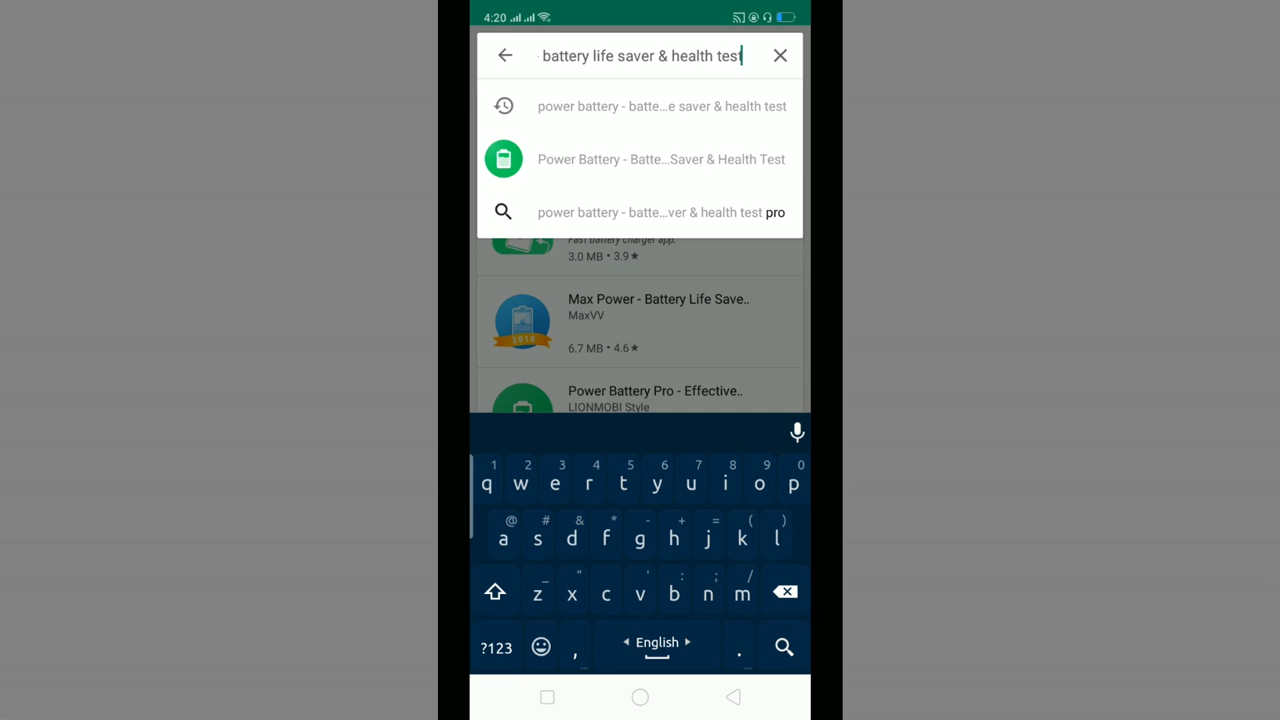 4:20
battery life saver & health test
power battery - batte...e saver & health test
Power Battery - Batte...Saver & Health Test
power battery - batte...ver & health test pro
Fast battery charger app.
3.0 MB • 3.9★
Max Power - Battery Life Save..
MaxVV
2018
6.7 MB • 4.6★
Power Battery Pro - Effective..
LIONMOBI Style
1 2 3 4 5 6 7 8 9 0
q w e r t y u i o p
@ # & * - + = ( )
a s d f g h j k l
_ " ' : ; /
z x c v b n m
?123 , English .